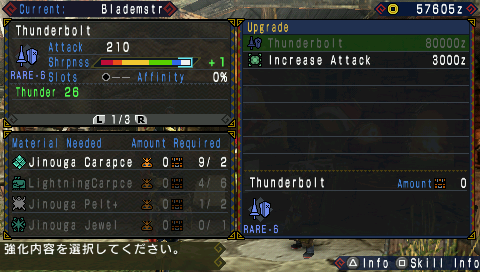 Current: Blademstr 57605z
Thunderbolt
Attack 210
Shrpnss +1
RARE-6 Slots ●-- Affinity 0%
Thunder 26
L 1/3 R
Material Needed Amount Required
Jinouga Carapce 0 9/ 2
LightningCarpce 0 4/ 6
Jinouga Pelt+ 0 1/ 2
Jinouga Jewel 0 0/ 1
強化内容を選択してください。
Upgrade
Thunderbolt 80000z
Increase Attack 3000z
Thunderbolt Amount 0
RARE-6
△ Info □ Skill Info